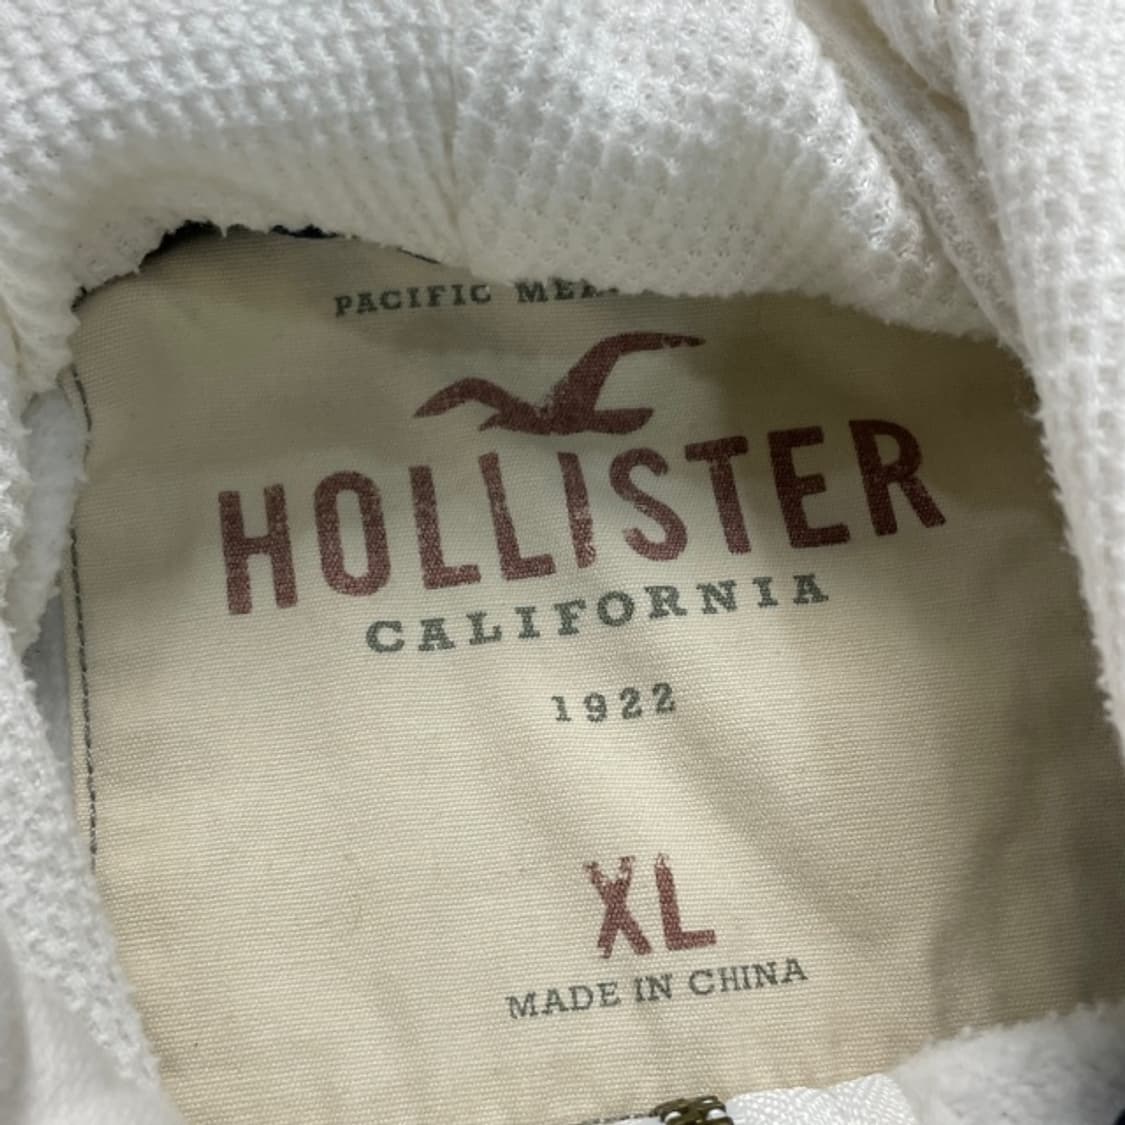 PACIFIC
HOLLISTER
CALIFORNIA
1922
XL
MADE IN CHINA